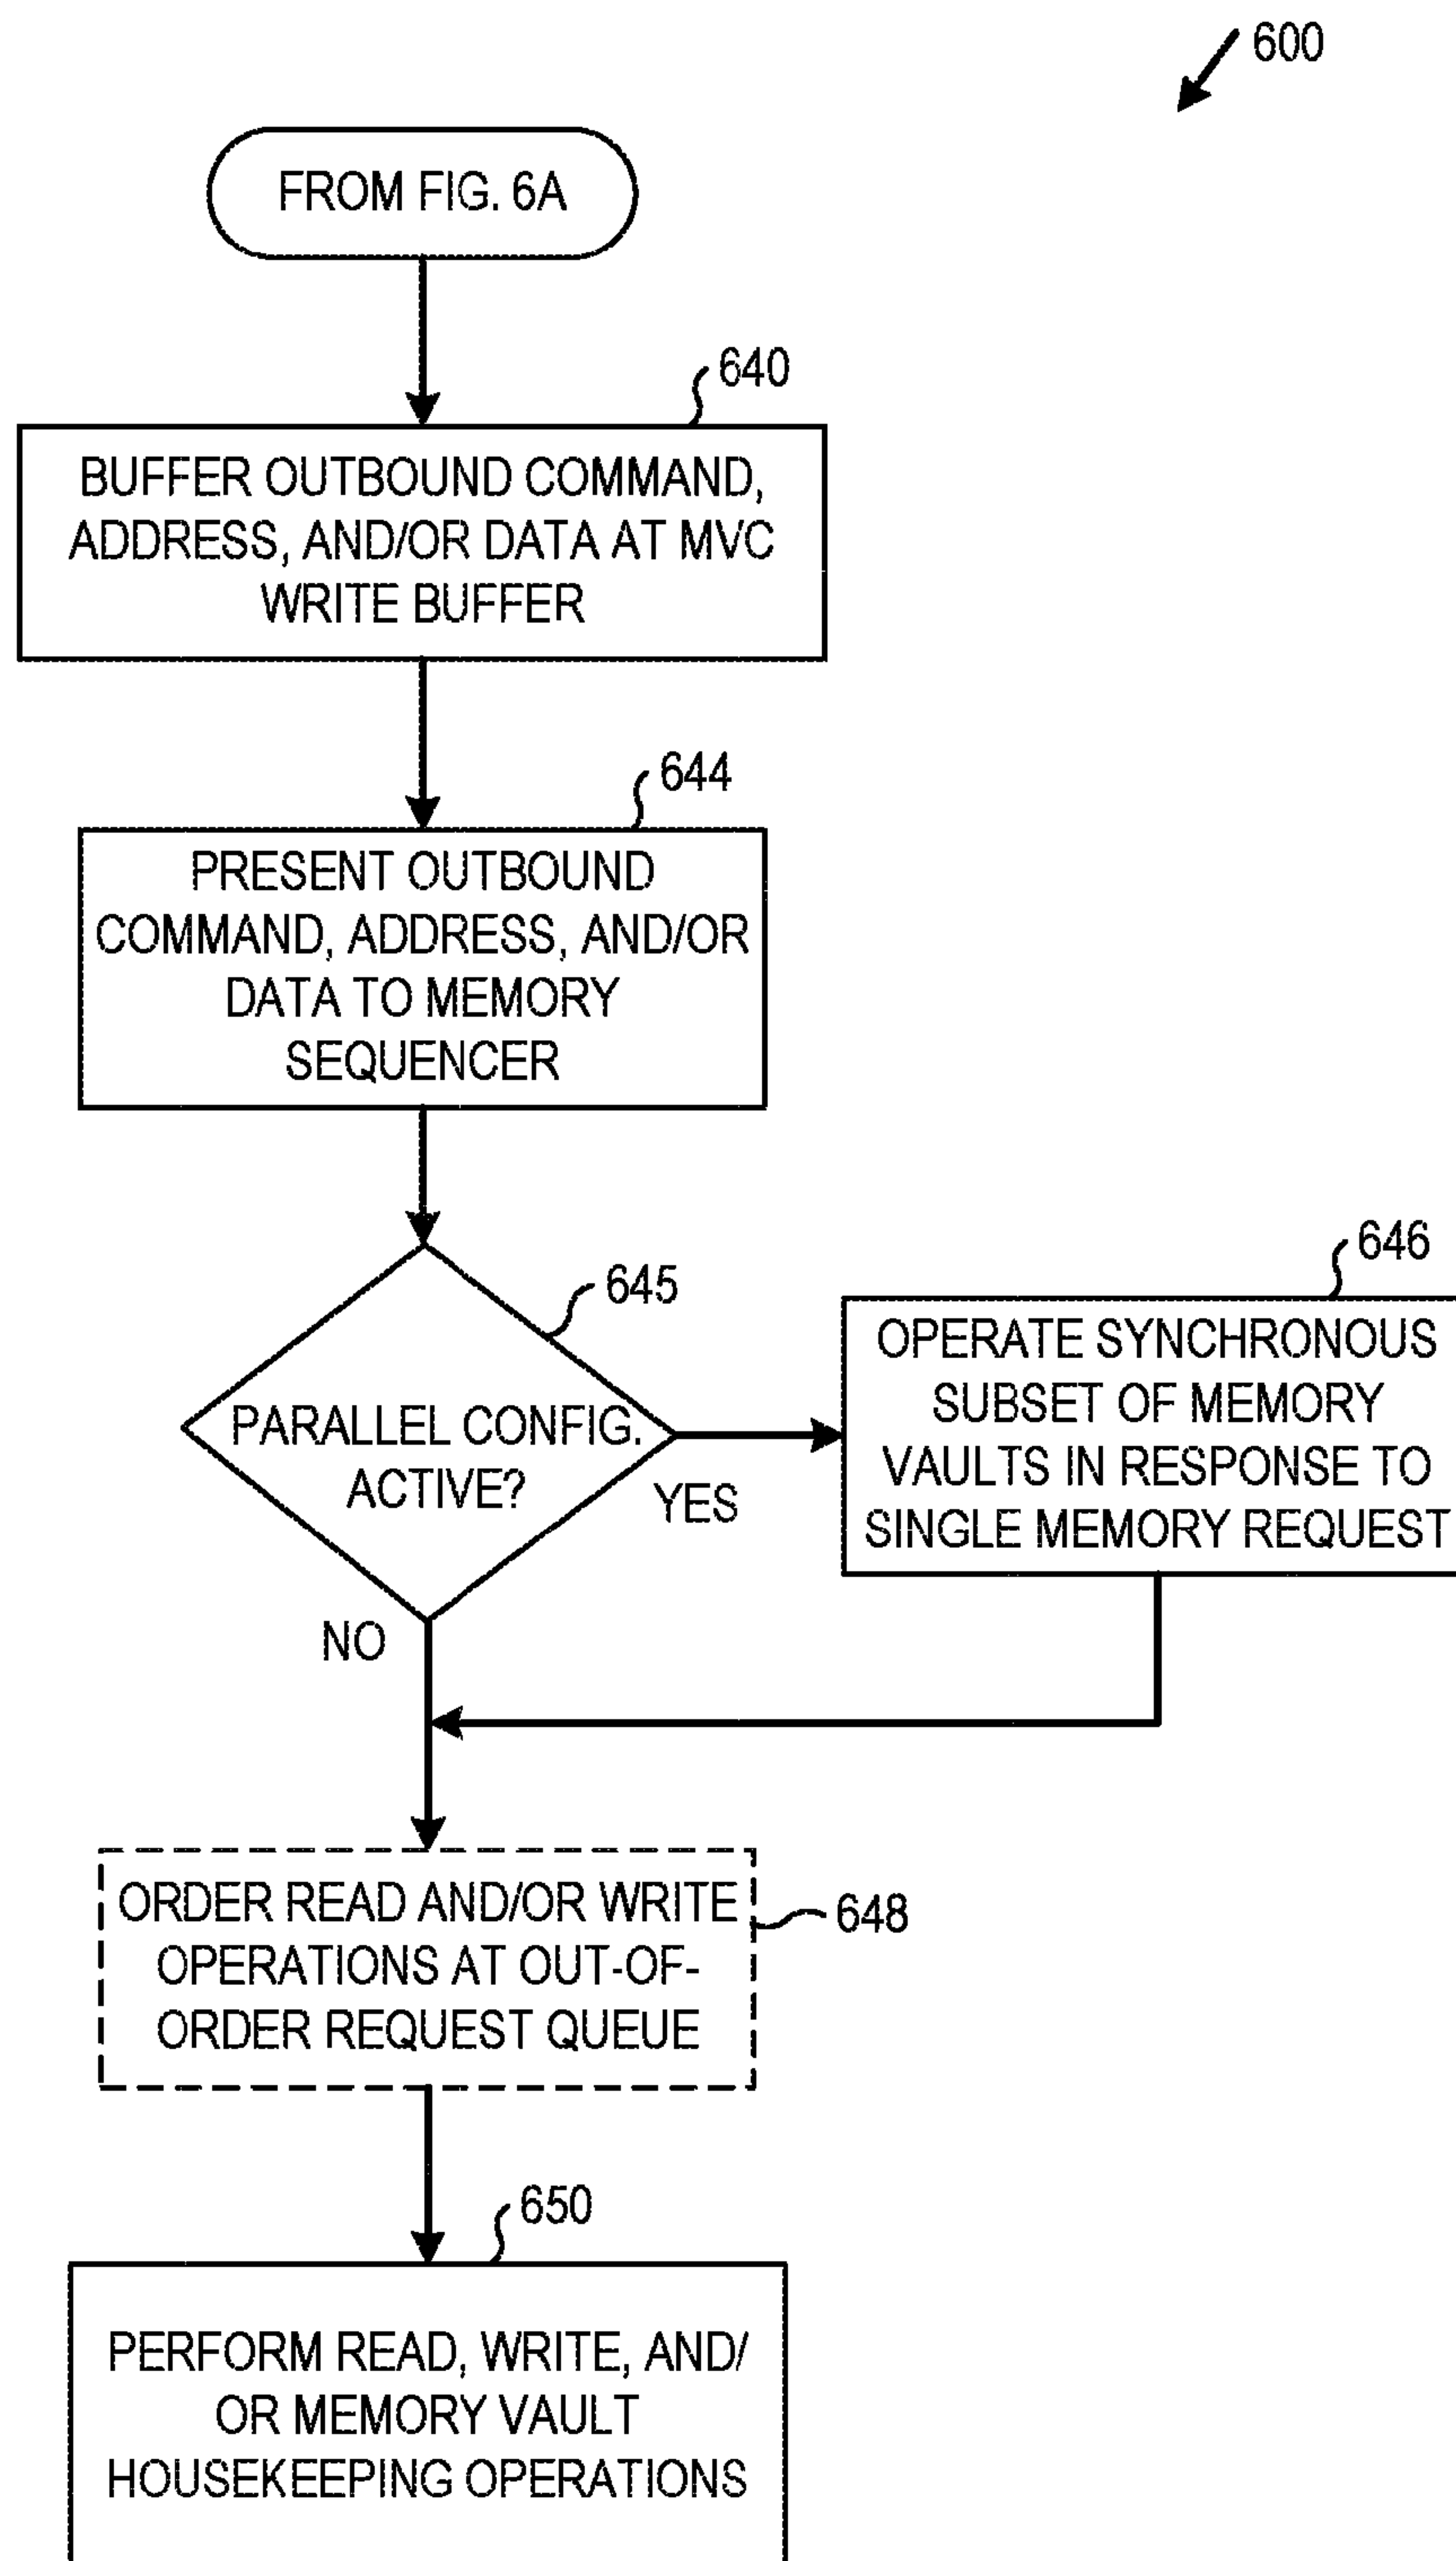 600
FROM FIG. 6A
640
BUFFER OUTBOUND COMMAND,
ADDRESS, AND/OR DATA AT MVC
WRITE BUFFER
644
PRESENT OUTBOUND
COMMAND, ADDRESS, AND/OR
DATA TO MEMORY
SEQUENCER
645
PARALLEL CONFIG.
ACTIVE?
YES
646
OPERATE SYNCHRONOUS
SUBSET OF MEMORY
VAULTS IN RESPONSE TO
SINGLE MEMORY REQUEST
NO
ORDER READ AND/OR WRITE
OPERATIONS AT OUT-OF-
ORDER REQUEST QUEUE
648
650
PERFORM READ, WRITE, AND/
OR MEMORY VAULT
HOUSEKEEPING OPERATIONS